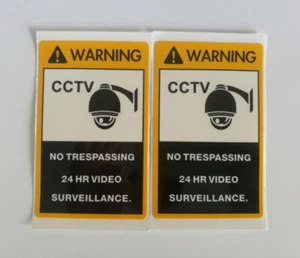 WARNING
CCTV
NO TRESPASSING
24 HR VIDEO
SURVEILLANCE.
WARNING
CCTV
NO TRESPASSING
24 HR VIDEO
SURVEILLANCE.